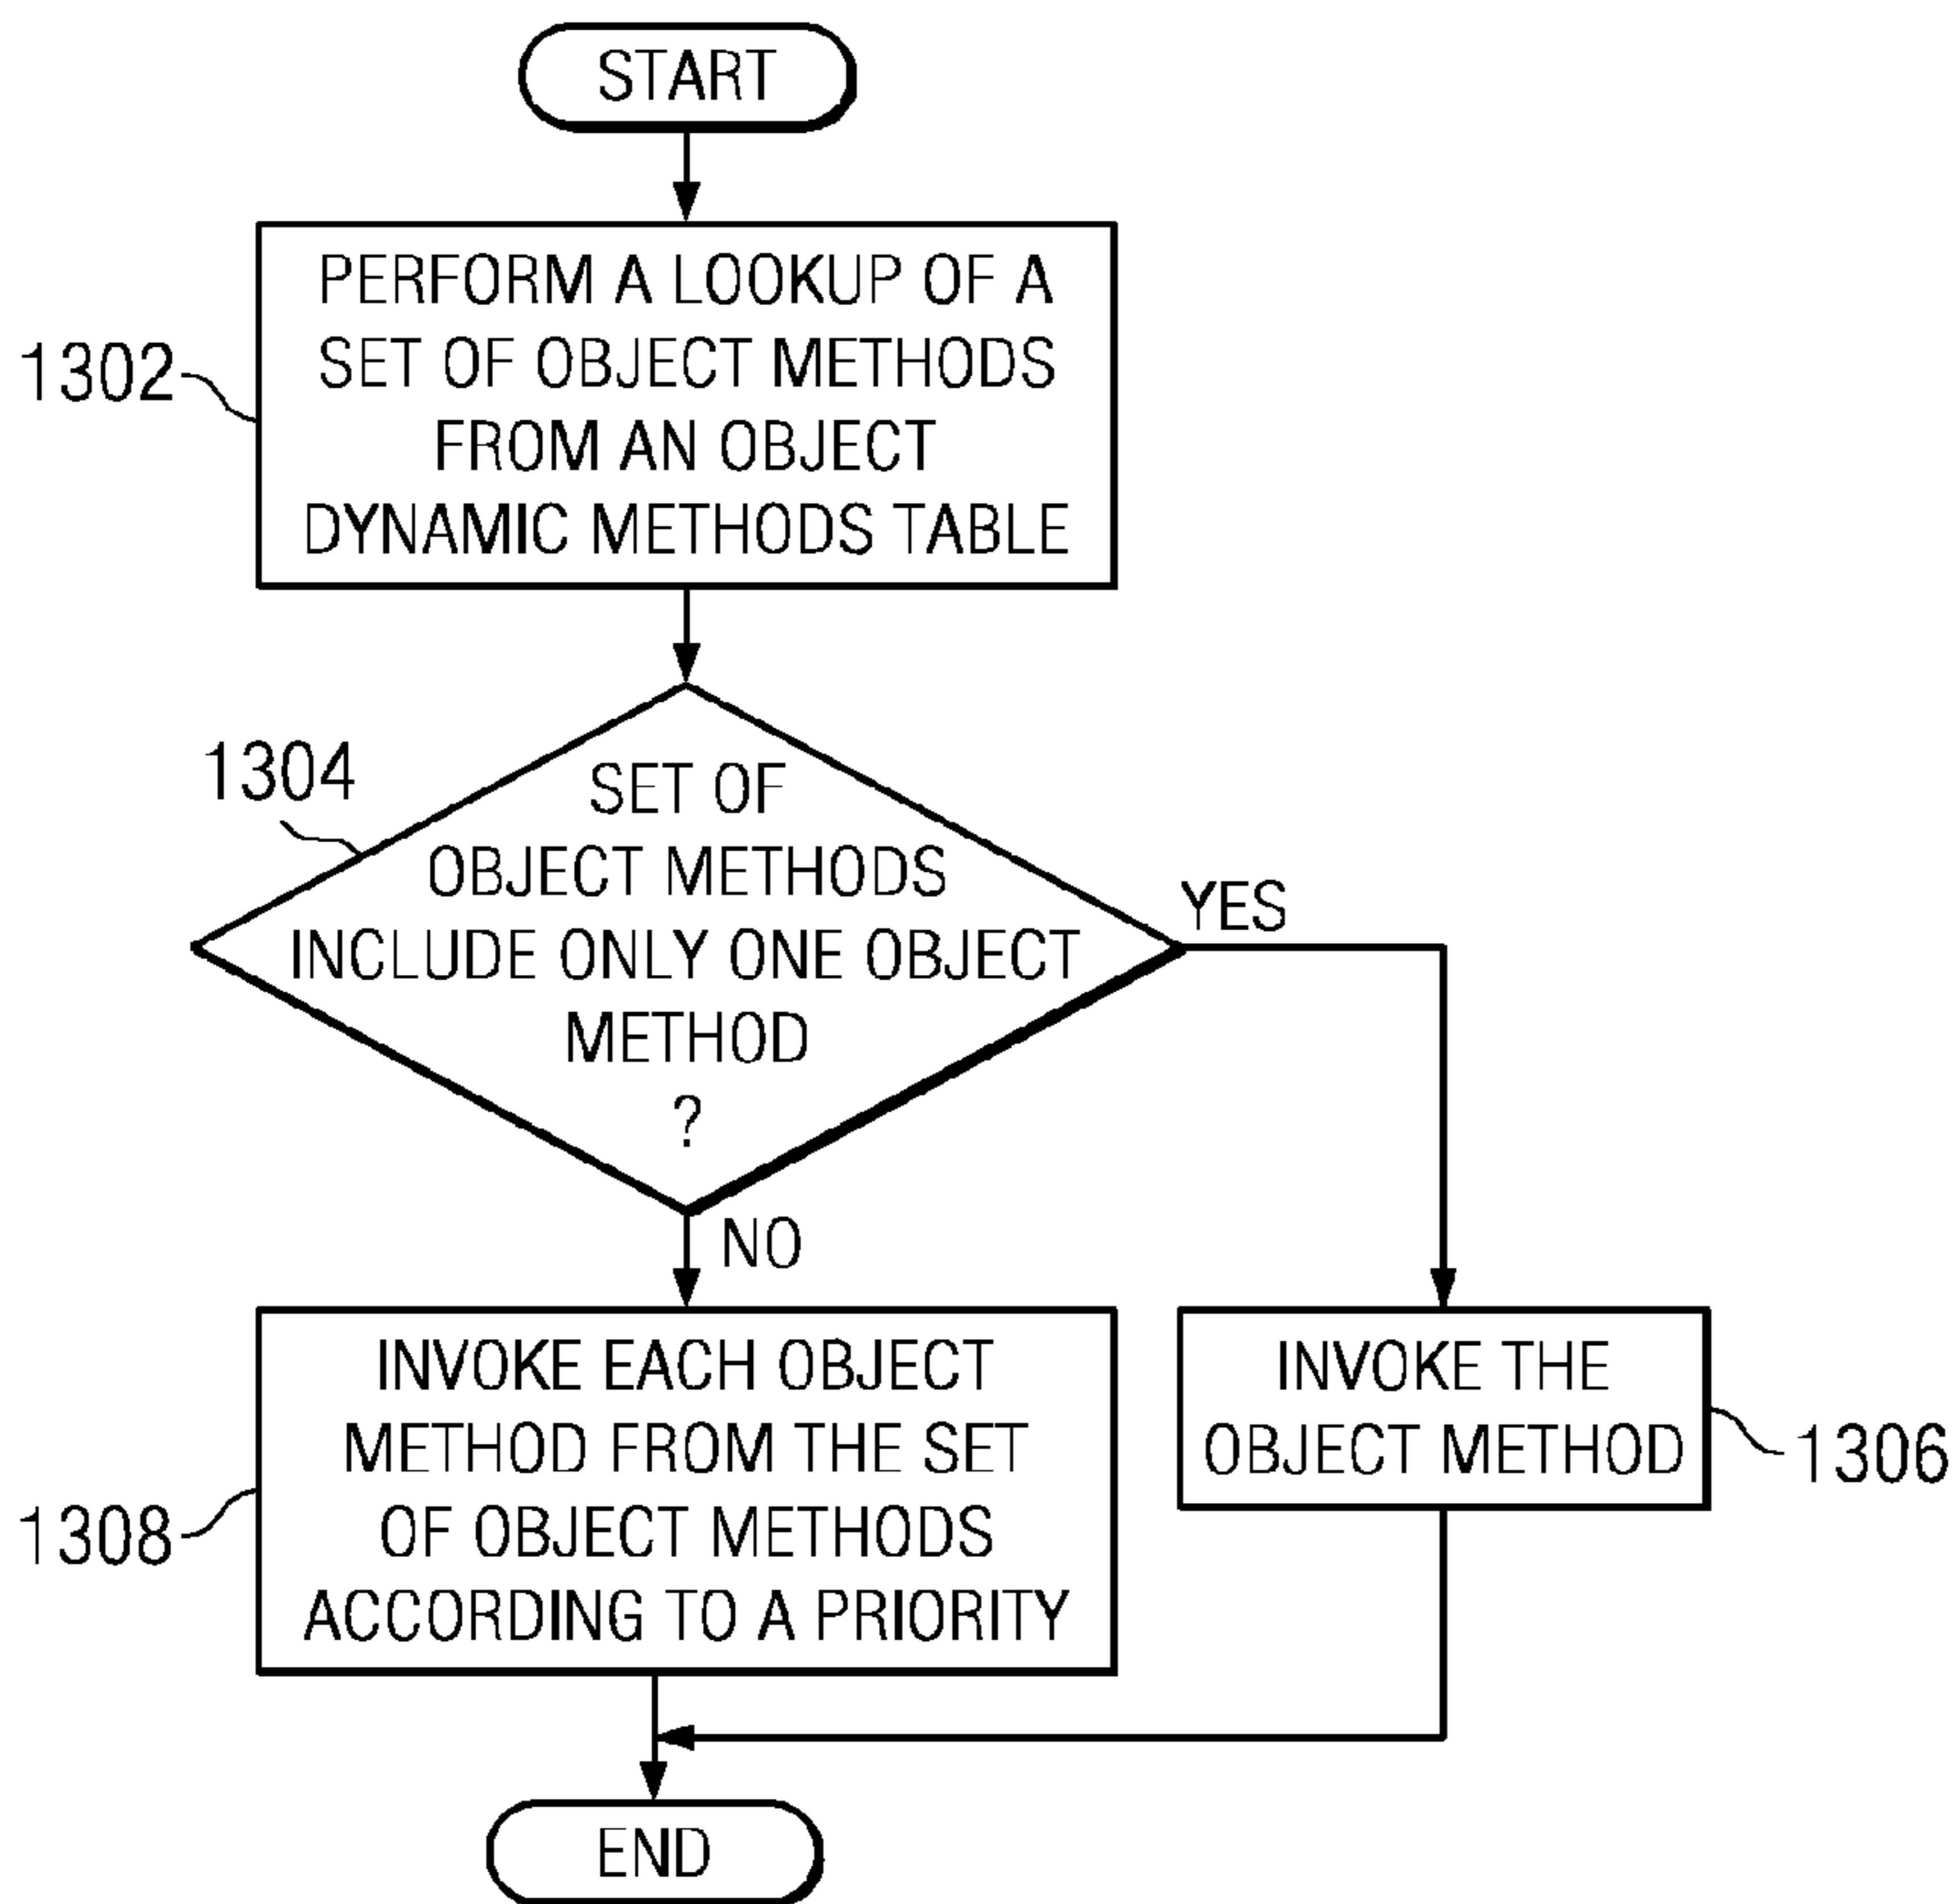 START
PERFORM A LOOKUP OF A
SET OF OBJECT METHODS
FROM AN OBJECT
DYNAMIC METHODS TABLE
1302
1304
SET OF
OBJECT METHODS
INCLUDE ONLY ONE OBJECT
METHOD
?
YES
NO
INVOKE EACH OBJECT
METHOD FROM THE SET
OF OBJECT METHODS
ACCORDING TO A PRIORITY
1308
INVOKE THE
OBJECT METHOD
1306
END